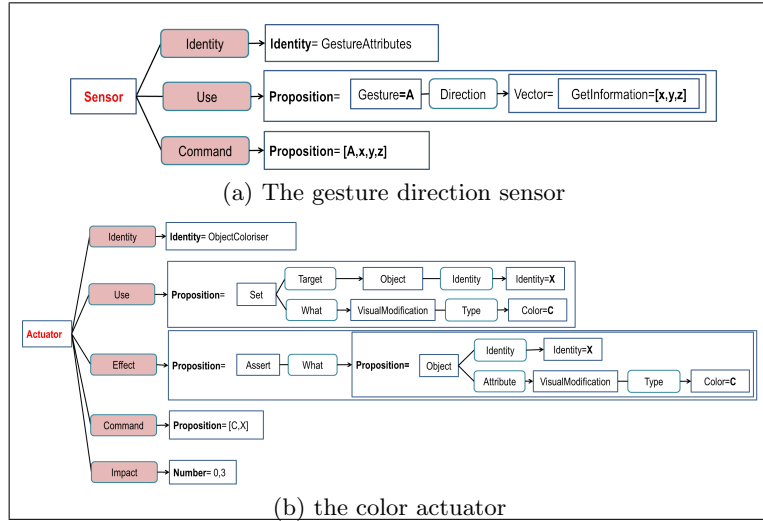 Identity
Identity= GestureAttributes
Sensor
Use
Proposition=
Gesture=A
Direction
Vector=
GetInformation=[x,y,z]
Command
Proposition= [A,x,y,z]
(a) The gesture direction sensor
Identity
Identity= ObjectColoriser
Use
Proposition=
Set
Target
Object
Identity
Identity=X
What
VisualModification
Type
Color=C
Actuator
Effect
Proposition=
Assert
What
Proposition=
Object
Identity
Identity=X
Attribute
VisualModification
Type
Color=C
Command
Proposition= [C,X]
Impact
Number= 0,3
(b) the color actuator